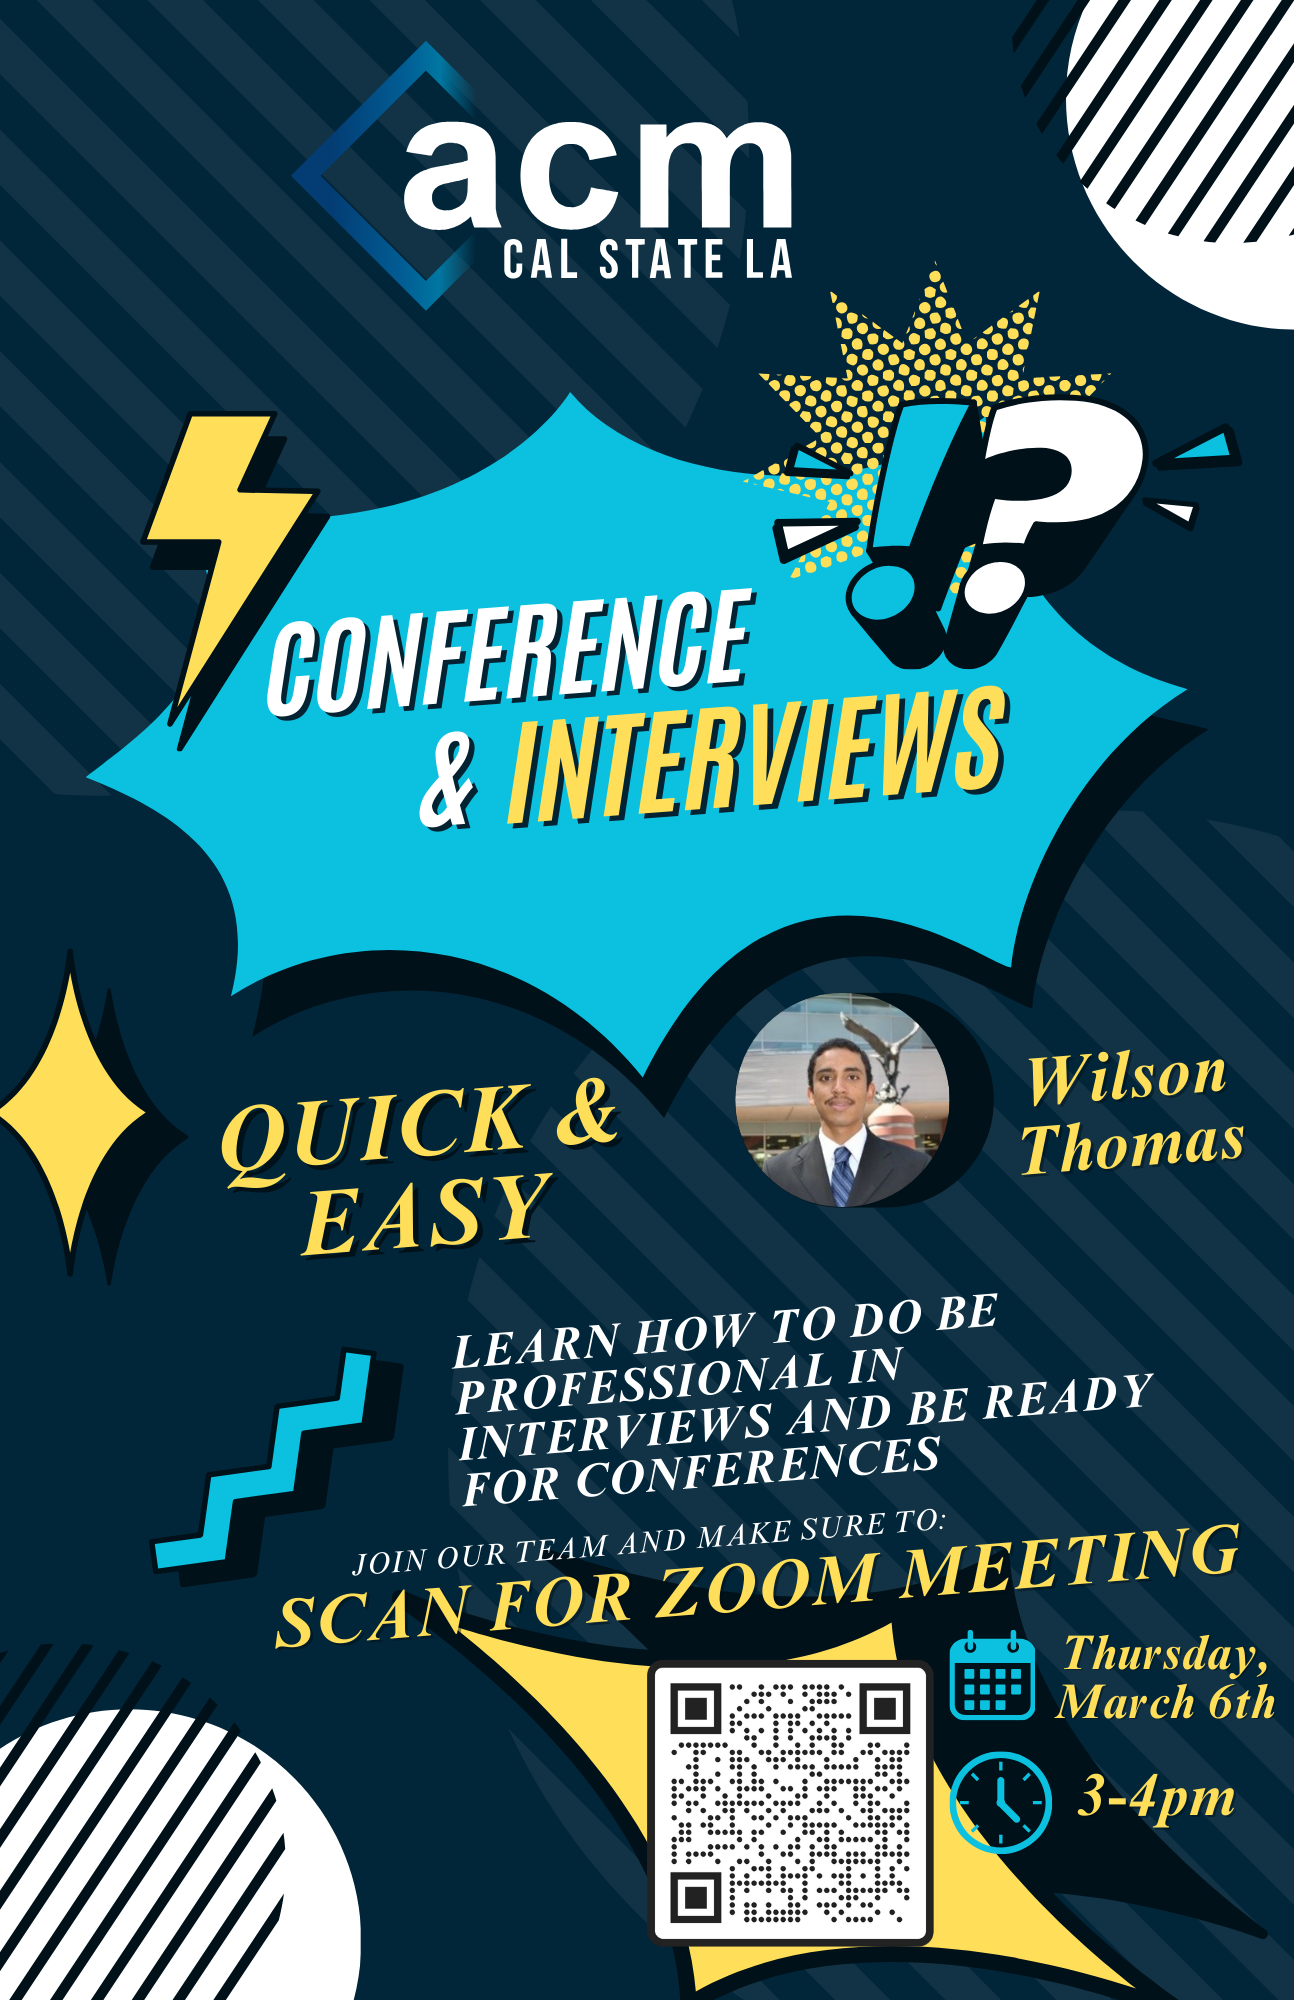 acm
CAL STATE LA
!?
CONFERENCE
& INTERVIEWS
QUICK &
EASY
Wilson
Thomas
LEARN HOW TO DO BE
PROFESSIONAL IN
INTERVIEWS AND BE READY
FOR CONFERENCES
JOIN OUR TEAM AND MAKE SURE TO:
SCAN FOR ZOOM MEETING
Thursday,
March 6th
3-4pm